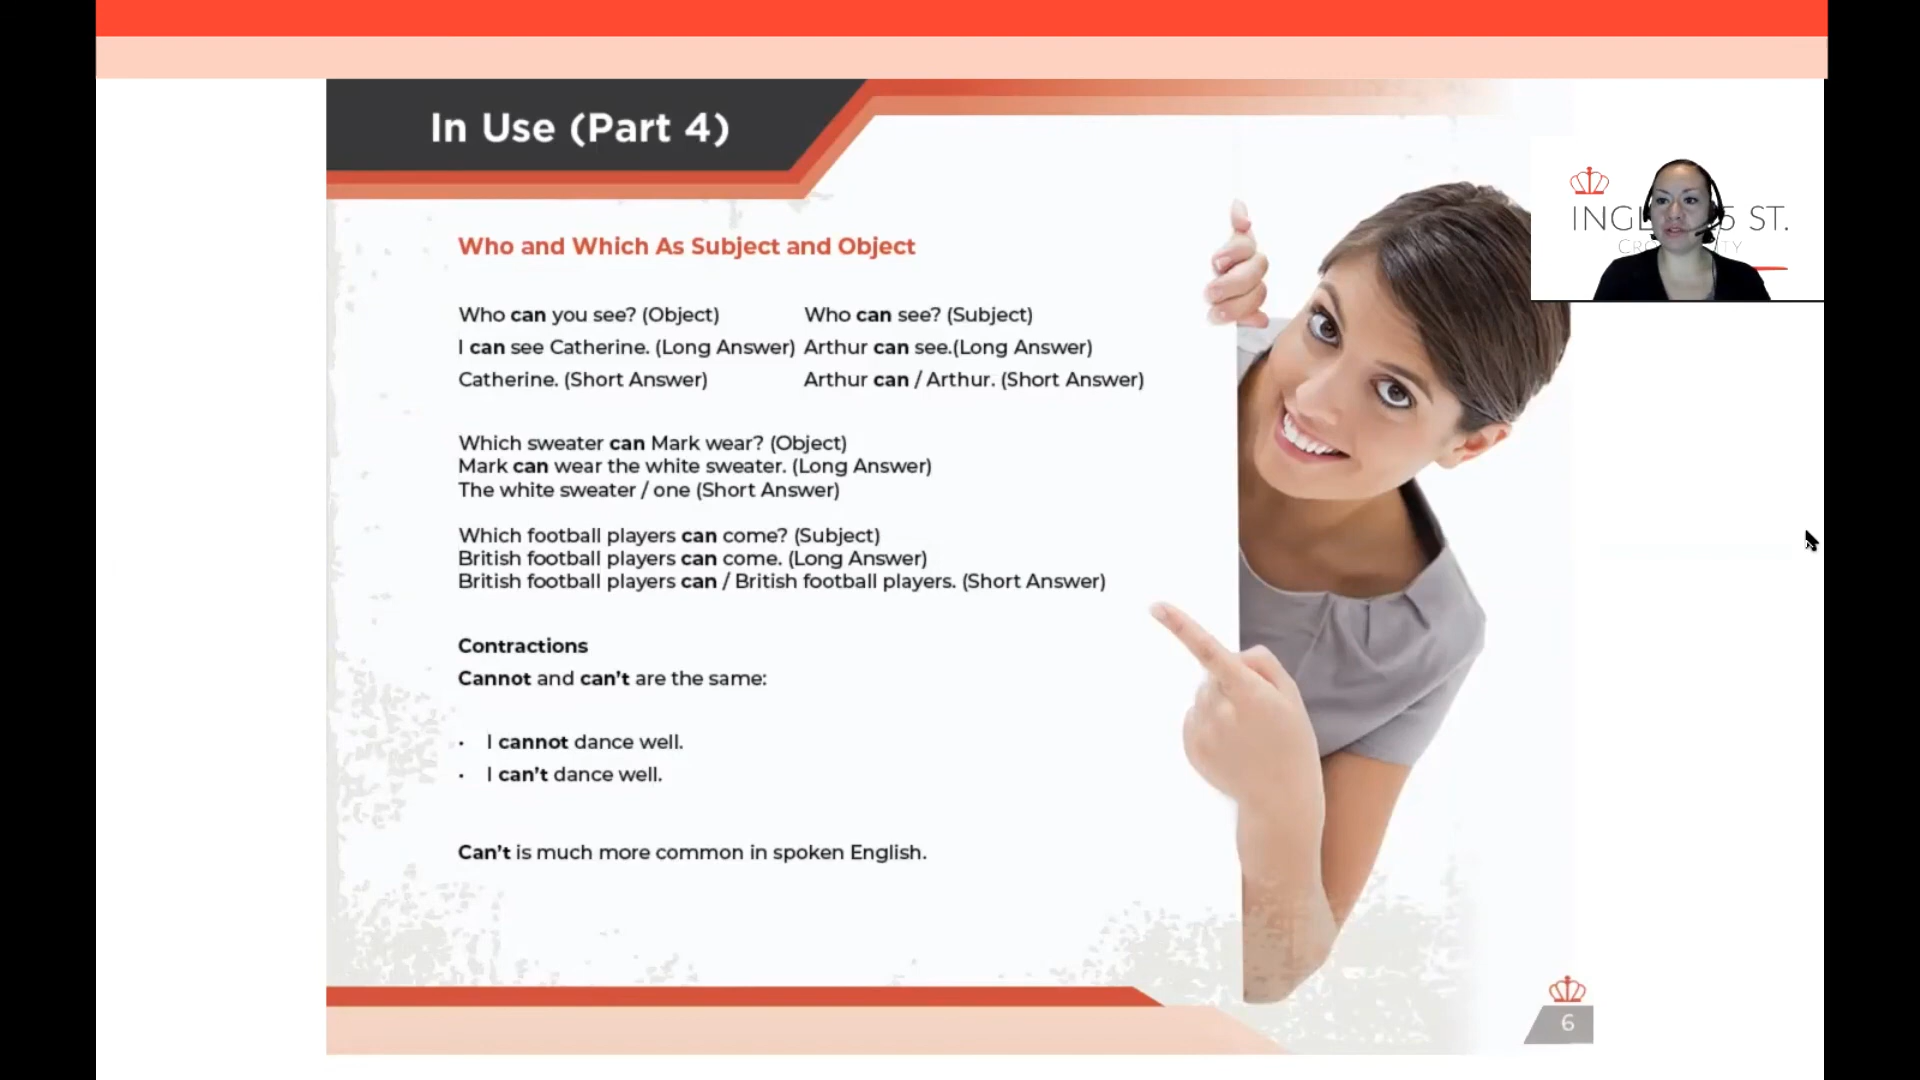 In Use (Part 4)
INGL 5 ST.
Who and Which As Subject and Object
Who can you see? (Object)
I can see Catherine. (Long Answer)
Catherine. (Short Answer)
Who can see? (Subject)
Arthur can see.(Long Answer)
Arthur can / Arthur. (Short Answer)
Which sweater can Mark wear? (Object)
Mark can wear the white sweater. (Long Answer)
The white sweater / one (Short Answer)
Which football players can come? (Subject)
British football players can come. (Long Answer)
British football players can / British football players. (Short Answer)
Contractions
Cannot and can't are the same:
• I cannot dance well.
• I can't dance well.
Can't is much more common in spoken English.
6